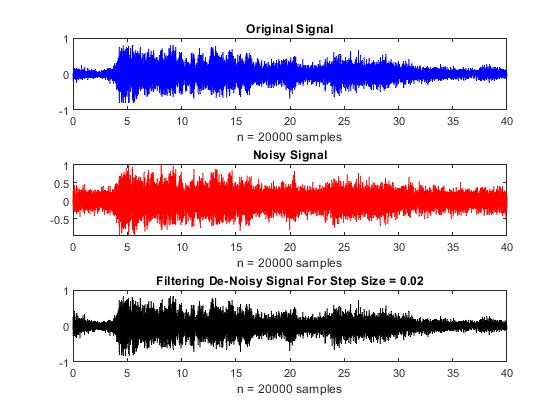 Original Signal
1
0
-1
0 5 10 15 20 25 30 35 40
n = 20000 samples
Noisy Signal
1
0.5
0
-0.5
0 5 10 15 20 25 30 35 40
n = 20000 samples
Filtering De-Noisy Signal For Step Size = 0.02
1
0
-1
0 5 10 15 20 25 30 35 40
n = 20000 samples